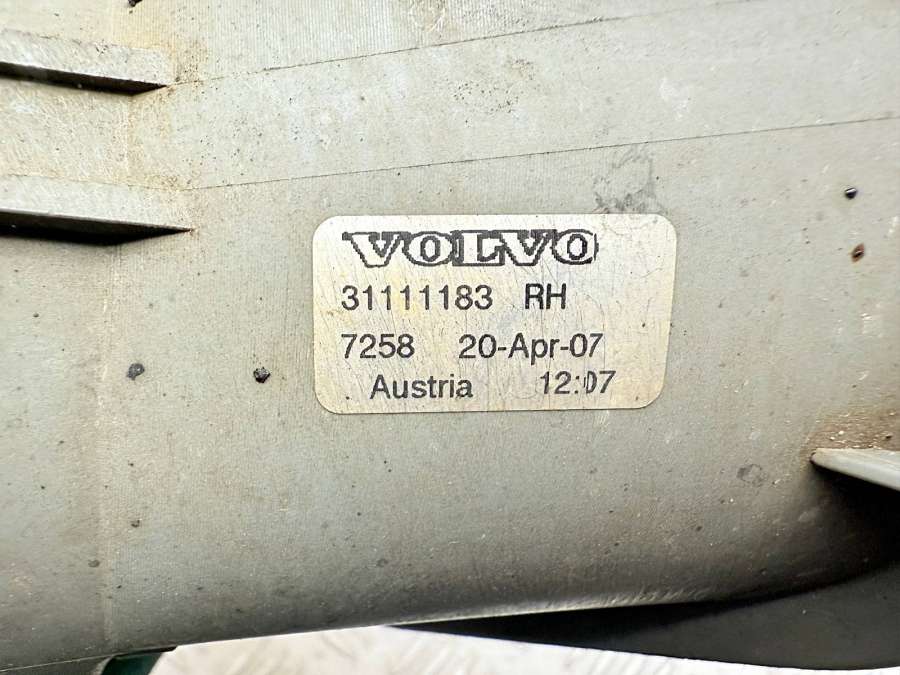 VOLVO
31111183 RH
7258 20-Apr-07
Austria 12:07